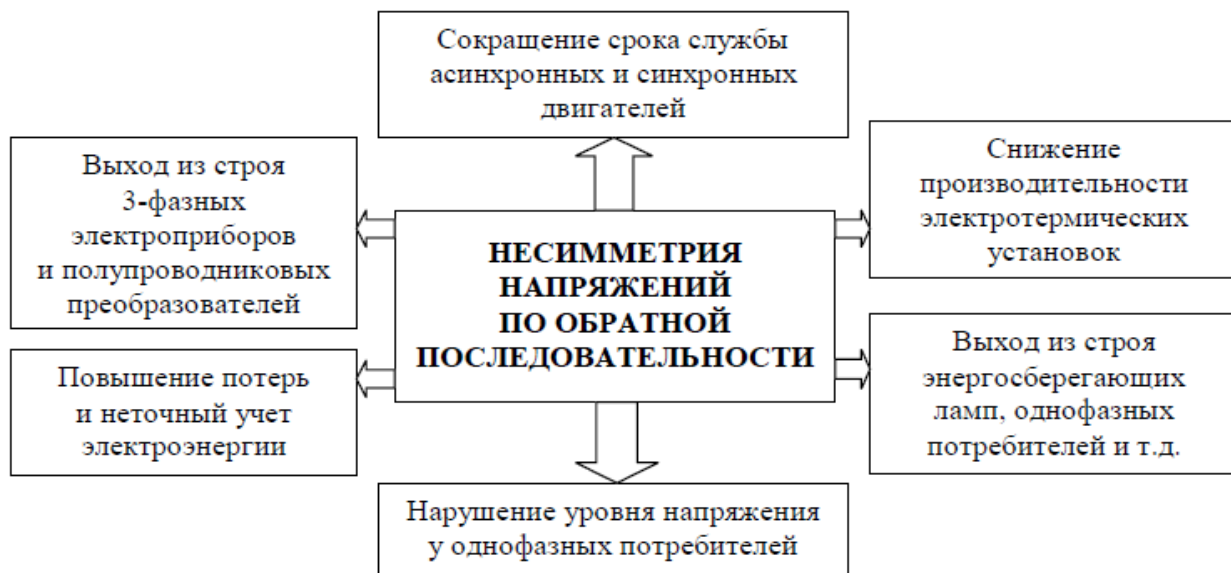 Сокращение срока службы
асинхронных и синхронных
двигателей
Выход из строя
3-фазных
электроприборов
и полупроводниковых
преобразователей
Снижение
производительности
электротермических
установок
НЕСИММЕТРИЯ
НАПРЯЖЕНИЙ
ПО ОБРАТНОЙ
ПОСЛЕДОВАТЕЛЬНОСТИ
Повышение потерь
и неточный учет
электроэнергии
Выход из строя
энергосберегающих
ламп, однофазных
потребителей и т.д.
Нарушение уровня напряжения
у однофазных потребителей